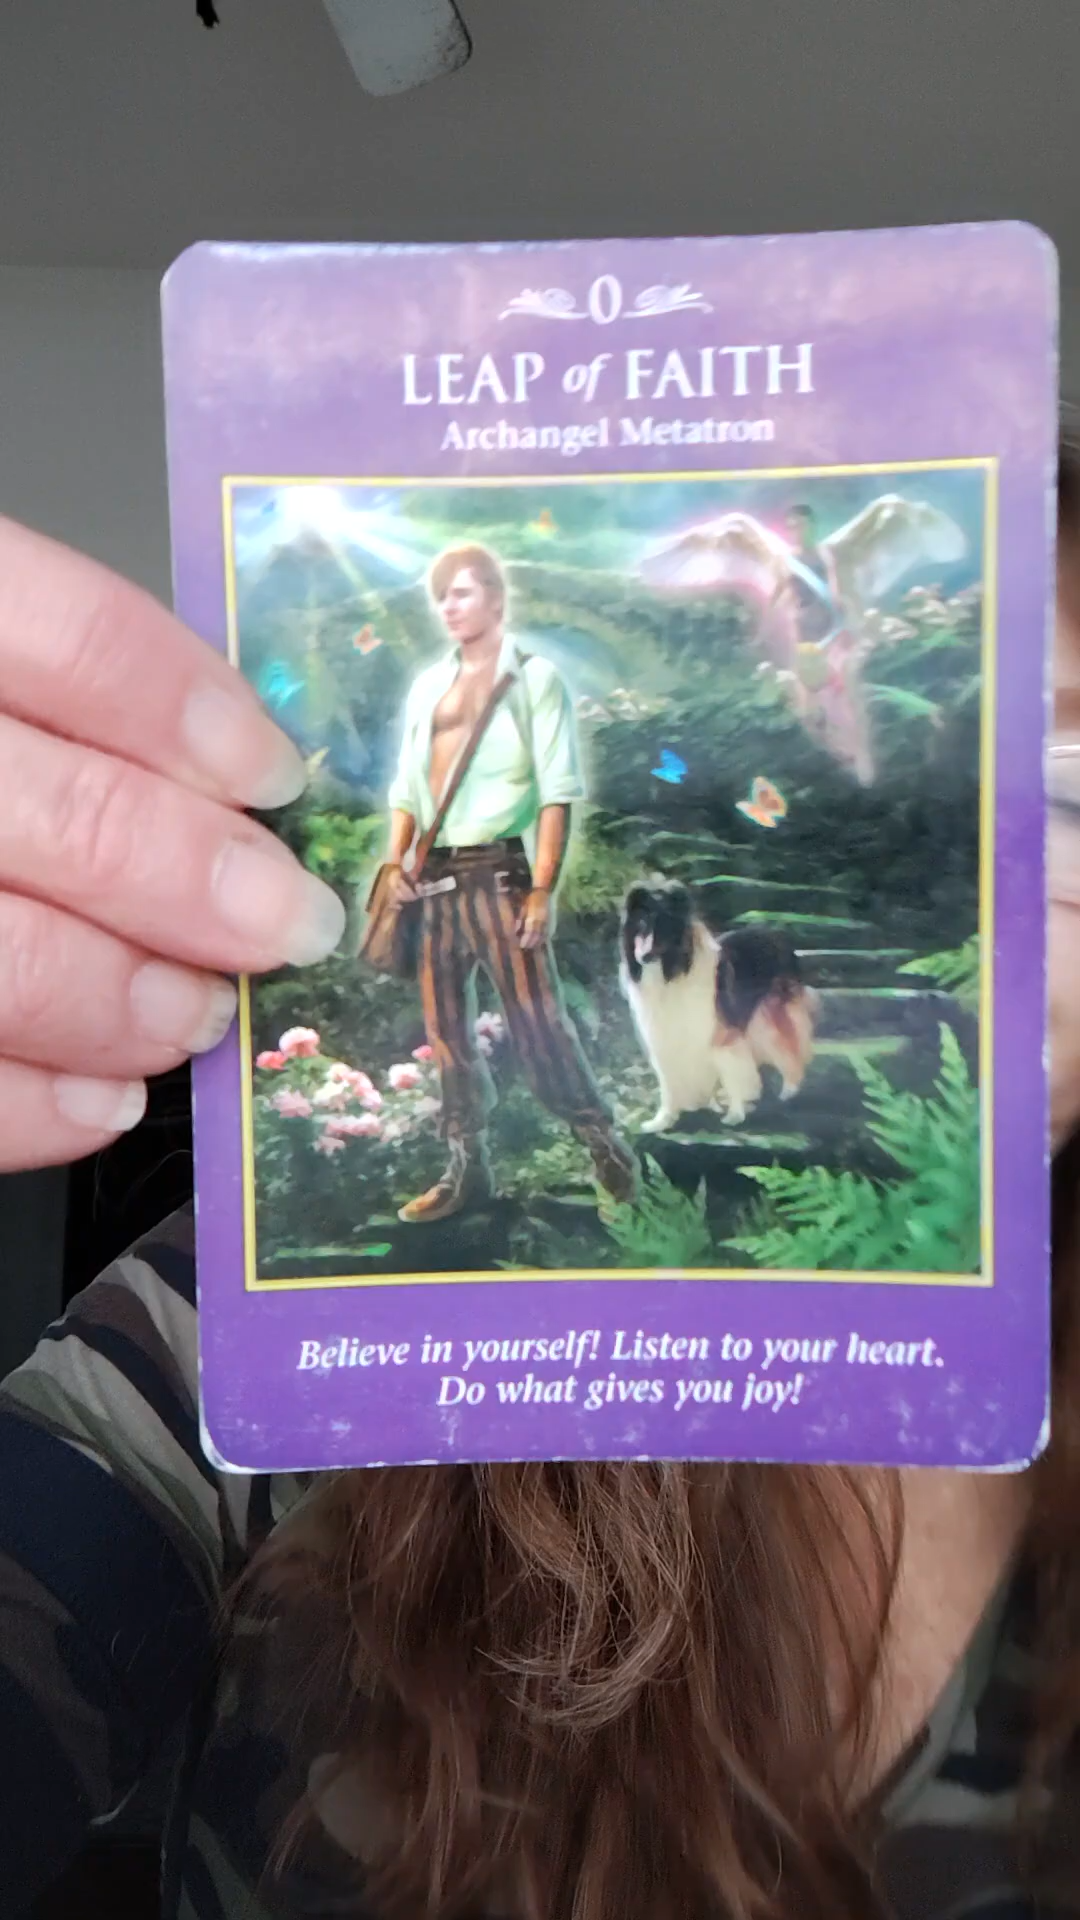 0
LEAP of FAITH
Archangel Metatron
Believe in yourself! Listen to your heart.
Do what gives you joy!